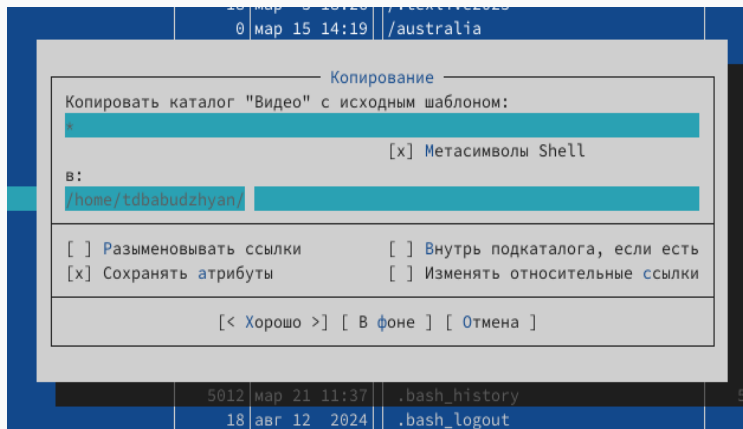 0 мар 15 14:19 /australia
Копирование
Копировать каталог "Видео" с исходным шаблоном:
*
[x] Метасимволы Shell
в:
/home/tdbabudzhyan/
[ ] Разыменовывать ссылки [ ] Внутрь подкаталога, если есть
[x] Сохранять атрибуты [ ] Изменять относительные ссылки
[< Хорошо >] [ В фоне ] [ Отмена ]
5012 мар 21 11:37 .bash_history 5
18 авг 12 2024 .bash_logout